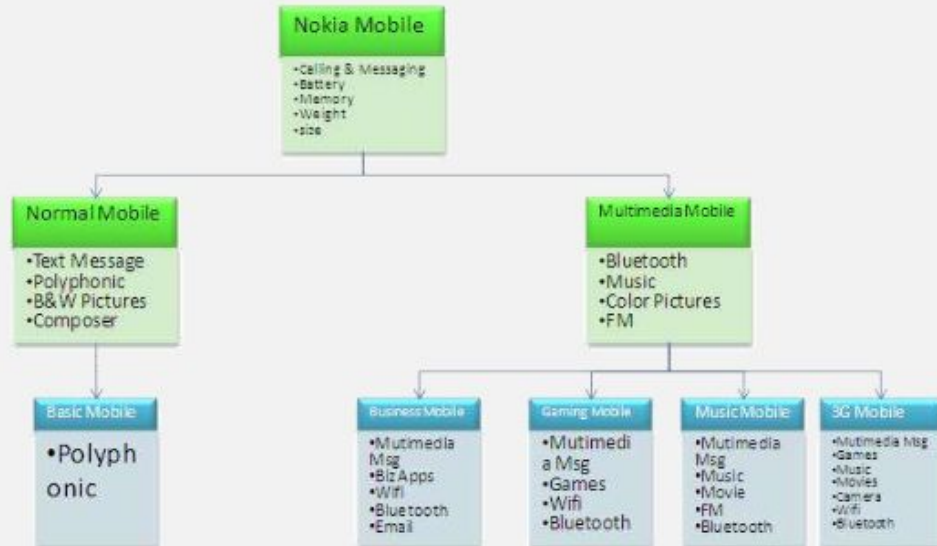 Nokia Mobile
•Calling & Messaging
•Battery
•Memory
•Weight
•size
Normal Mobile
•Text Message
•Polyphonic
•B&W Pictures
•Composer
Multimedia Mobile
•Bluetooth
•Music
•Color Pictures
•FM
Basic Mobile
•Polyph
onic
Business Mobile
•Mutimedia
Msg
•Biz Apps
•Wifi
•Bluetooth
•Email
Gaming Mobile
•Mutimedi
a Msg
•Games
•Wifi
•Bluetooth
Music Mobile
•Mutimedia
Msg
•Music
•Movie
•FM
•Bluetooth
3G Mobile
•Mutimedia Msg
•Games
•Music
•Movies
•Camera
•Wifi
•Bluetooth